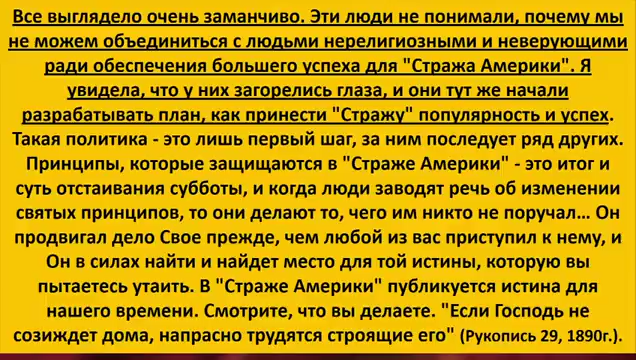 Все выглядело очень заманчиво. Эти люди не понимали, почему мы
не можем объединиться с людьми нерелигиозными и неверующими
ради обеспечения большего успеха для "Стража Америки". Я
увидела, что у них загорелись глаза, и они тут же начали
разрабатывать план, как принести "Стражу" популярность и успех.
Такая политика - это лишь первый шаг, за ним последует ряд других.
Принципы, которые защищаются в "Страже Америки" - это итог и
суть отстаивания субботы, и когда люди заводят речь об изменении
святых принципов, то они делают то, чего им никто не поручал… Он
продвигал дело Свое прежде, чем любой из вас приступил к нему, и
Он в силах найти и найдет место для той истины, которую вы
пытаетесь утаить. В "Страже Америки" публикуется истина для
нашего времени. Смотрите, что вы делаете. "Если Господь не
созиждет дома, напрасно трудятся строящие его" (Рукопись 29, 1890г.).